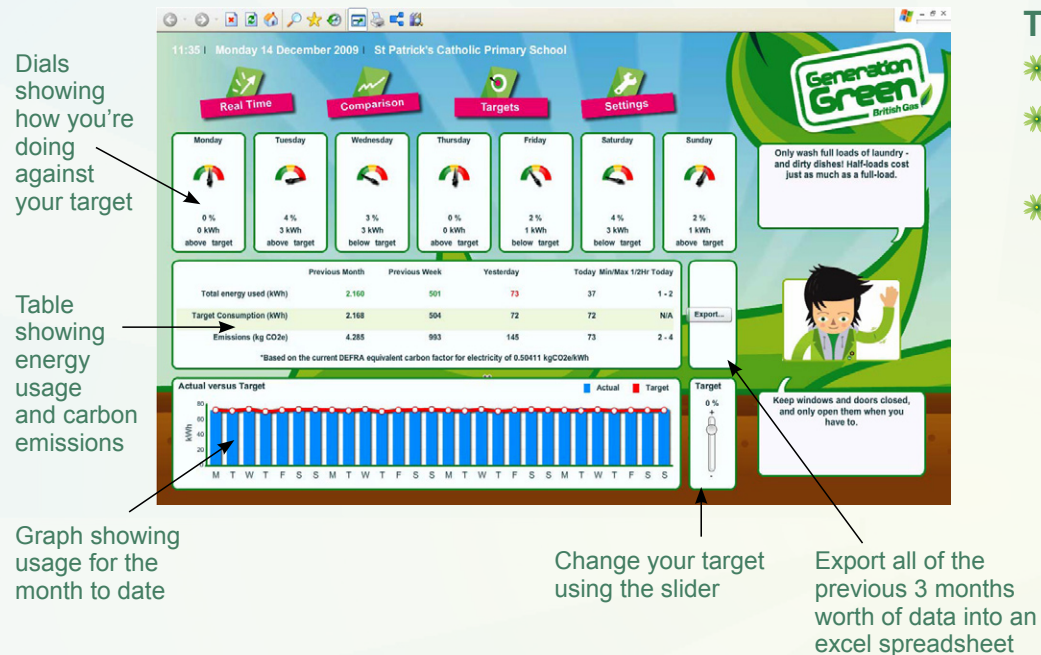 11:35 | Monday 14 December 2009 | St Patrick's Catholic Primary School
Real Time
Comparison
Targets
Settings
Generation
Green
British Gas
T
Dials
showing
how you're
doing
against
your target
Monday Tuesday Wednesday Thursday Friday Saturday Sunday
0 % 4 % 3 % 0 % 2 % 4 % 2 %
0 kWh 3 kWh 3 kWh 0 kWh 1 kWh 3 kWh 1 kWh
above target above target below target above target below target below target above target
Only wash full loads of laundry -
and dirty dishes! Half-loads cost
just as much as a full-load.
Table
showing
energy
usage
and carbon
emissions
Previous Month Previous Week Yesterday Today Min/Max 1/2Hr Today
Total energy used (kWh) 2.160 501 73 37 1 - 2
Target Consumption (kWh) 2.168 504 72 72 N/A
Emissions (kg CO2e) 4.285 993 145 73 2 - 4
*Based on the current DEFRA equivalent carbon factor for electricity of 0.50411 kgCO2e/kWh
Export...
Actual versus Target
Actual Target
80
60
40
20
0
kWh
M T W T F S S M T W T F S S M T W T F S S M T W T F S S
Target
0 %
+
-
Keep windows and doors closed,
and only open them when you
have to.
Graph showing
usage for the
month to date
Change your target
using the slider
Export all of the
previous 3 months
worth of data into an
excel spreadsheet